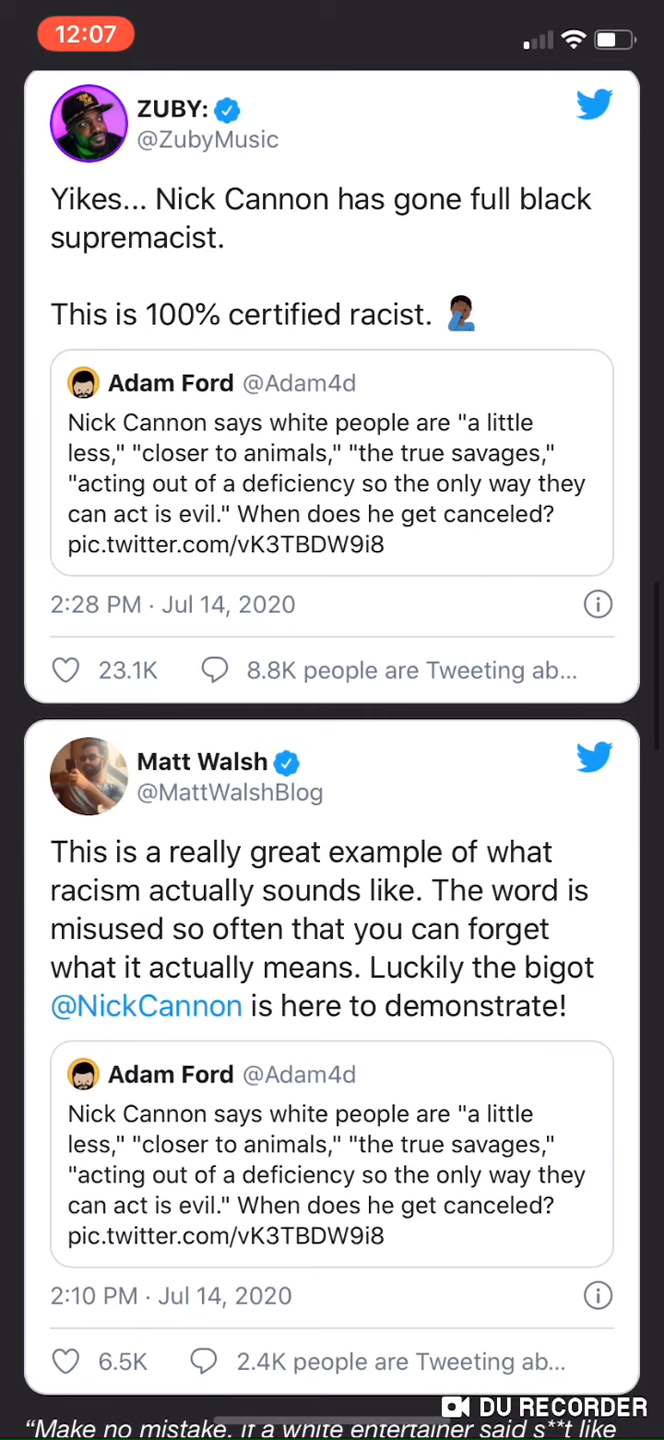 12:07
ZUBY:
@ZubyMusic
Yikes... Nick Cannon has gone full black
supremacist.
This is 100% certified racist.
Adam Ford @Adam4d
Nick Cannon says white people are "a little
less," "closer to animals," "the true savages,"
"acting out of a deficiency so the only way they
can act is evil." When does he get canceled?
pic.twitter.com/vK3TBDW9i8
2:28 PM · Jul 14, 2020
23.1K 8.8K people are Tweeting ab...
Matt Walsh
@MattWalshBlog
This is a really great example of what
racism actually sounds like. The word is
misused so often that you can forget
what it actually means. Luckily the bigot
@NickCannon is here to demonstrate!
Adam Ford @Adam4d
Nick Cannon says white people are "a little
less," "closer to animals," "the true savages,"
"acting out of a deficiency so the only way they
can act is evil." When does he get canceled?
pic.twitter.com/vK3TBDW9i8
2:10 PM · Jul 14, 2020
6.5K 2.4K people are Tweeting ab...
DU RECORDER
“Make no mistake, if a white entertainer said s**t like